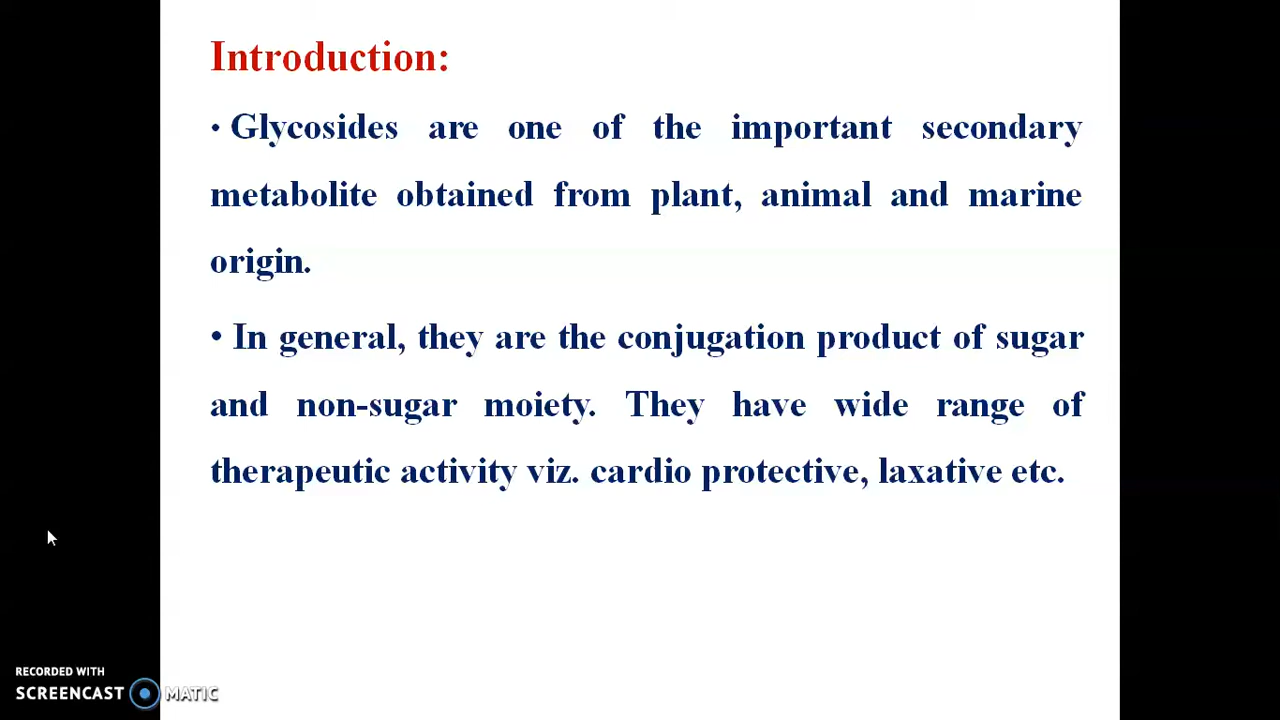 Introduction:
• Glycosides are one of the important secondary
metabolite obtained from plant, animal and marine
origin.
• In general, they are the conjugation product of sugar
and non-sugar moiety. They have wide range of
therapeutic activity viz. cardio protective, laxative etc.
RECORDED WITH
SCREENCAST MATIC